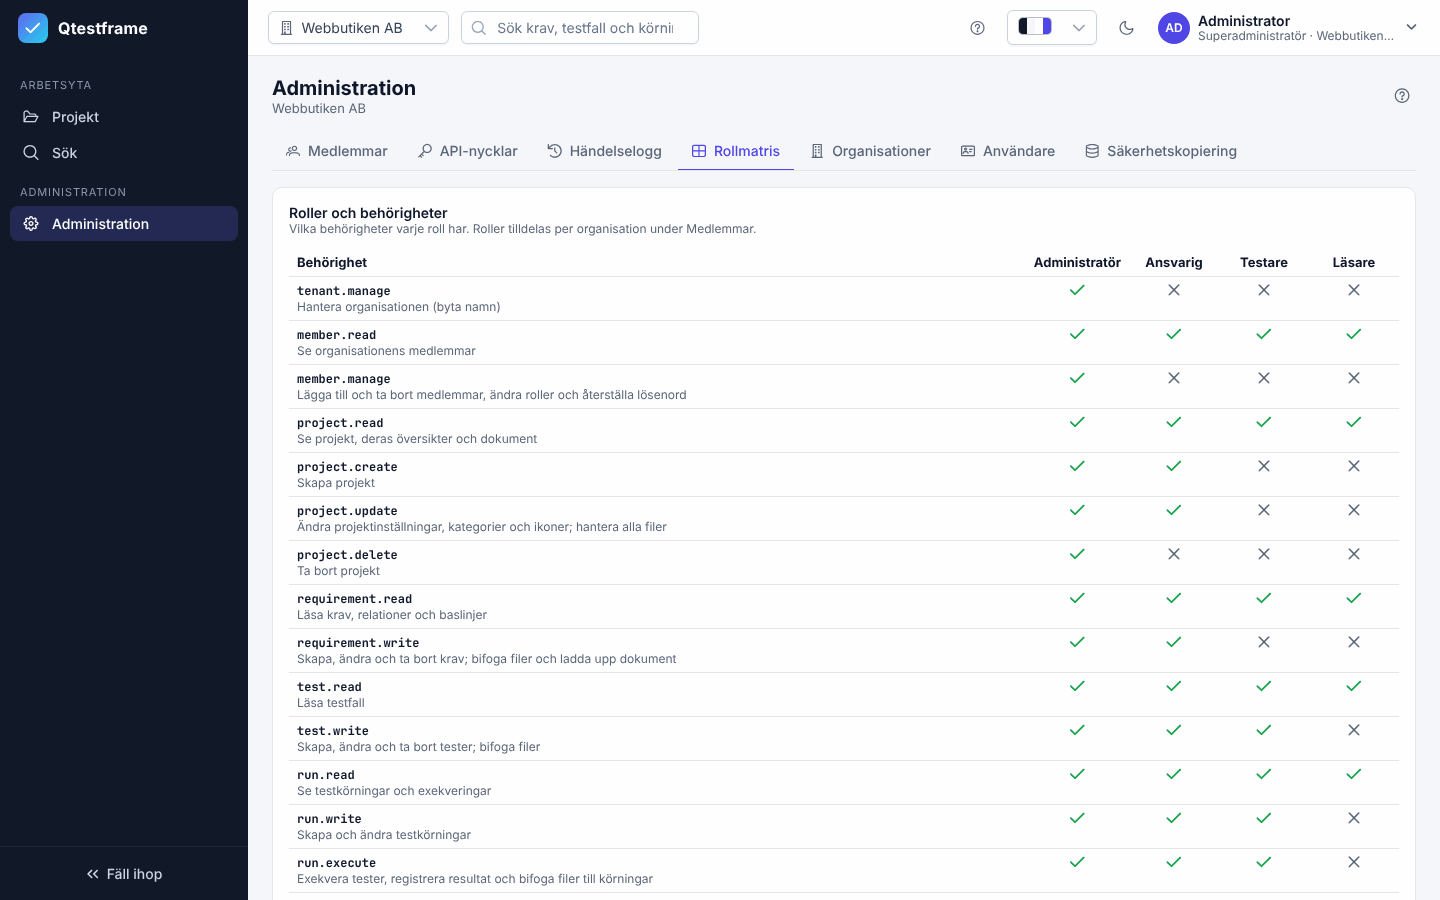 Qtestframe
Webbutiken AB
Sök krav, testfall och körnin
AD
Administrator
Superadministratör · Webbutiken...
ARBETSYTA
Projekt
Sök
ADMINISTRATION
Administration
Fäll ihop
Administration
Webbutiken AB
Medlemmar
API-nycklar
Händelselogg
Rollmatris
Organisationer
Användare
Säkerhetskopiering
Roller och behörigheter
Vilka behörigheter varje roll har. Roller tilldelas per organisation under Medlemmar.
Behörighet Administratör Ansvarig Testare Läsare
tenant.manage
Hantera organisationen (byta namn)
member.read
Se organisationens medlemmar
member.manage
Lägga till och ta bort medlemmar, ändra roller och återställa lösenord
project.read
Se projekt, deras översikter och dokument
project.create
Skapa projekt
project.update
Ändra projektinställningar, kategorier och ikoner; hantera alla filer
project.delete
Ta bort projekt
requirement.read
Läsa krav, relationer och baslinjer
requirement.write
Skapa, ändra och ta bort krav; bifoga filer och ladda upp dokument
test.read
Läsa testfall
test.write
Skapa, ändra och ta bort tester; bifoga filer
run.read
Se testkörningar och exekveringar
run.write
Skapa och ändra testkörningar
run.execute
Exekvera tester, registrera resultat och bifoga filer till körningar